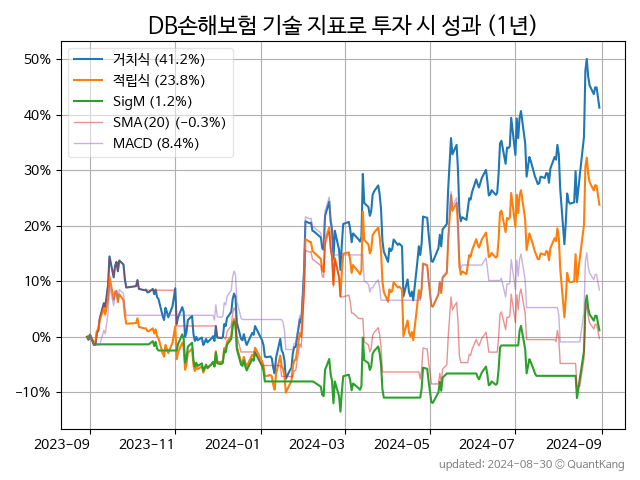 DB손해보험 기술 지표로 투자 시 성과 (1년)
거치식 (41.2%)
적립식 (23.8%)
SigM (1.2%)
SMA(20) (−0.3%)
MACD (8.4%)
50%
40%
30%
20%
10%
0%
−10%
2023-09
2023-11
2024-01
2024-03
2024-05
2024-07
2024-09
updated: 2024-08-30 © QuantKang